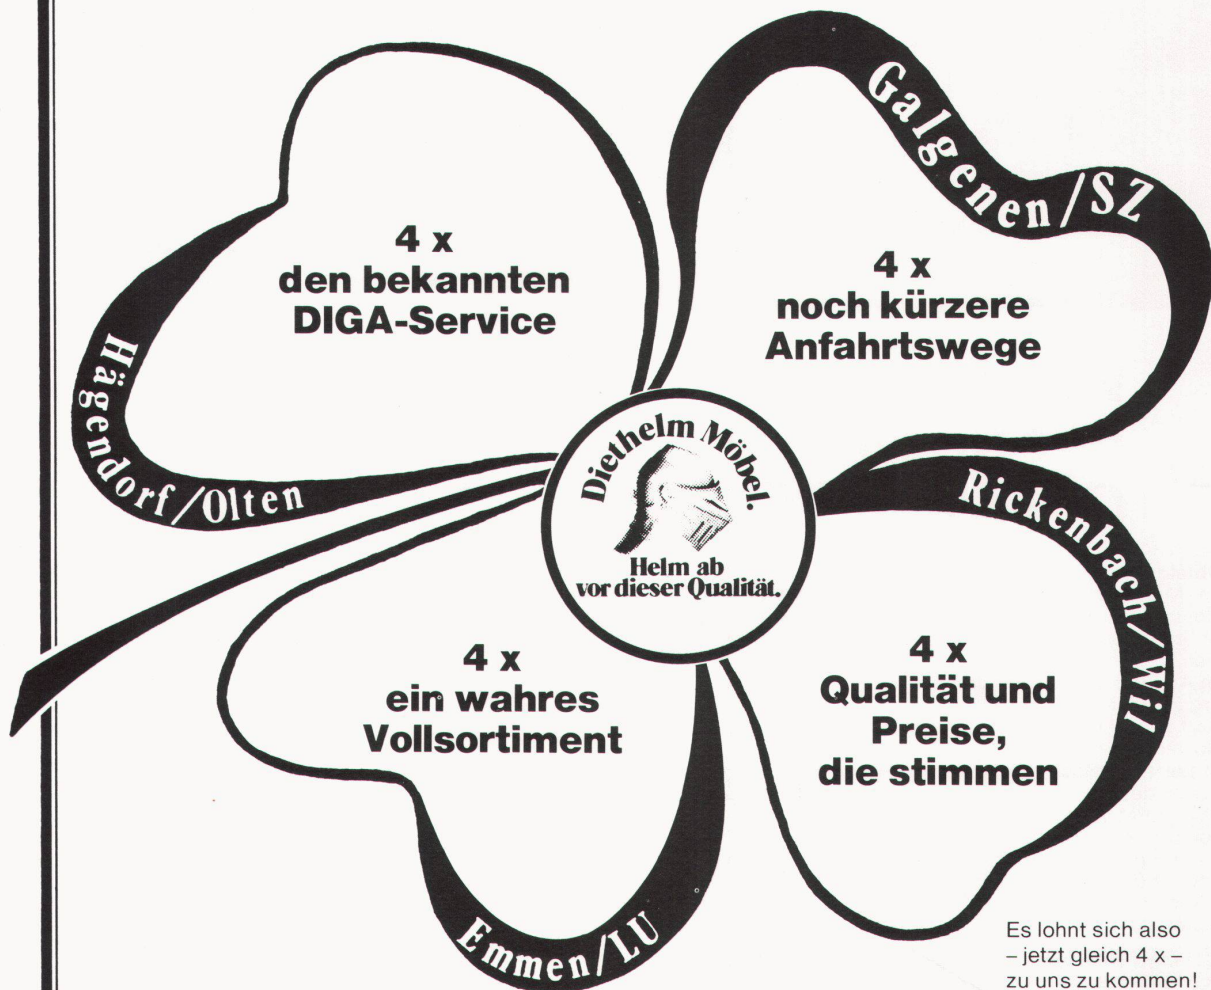 4 x
den bekannten
DIGA-Service
Hägendorf/Olten
Galgenen/SZ
4 x
noch kürzere
Anfahrtswege
Diethelm Möbel.
Helm ab
vor dieser Qualität.
4 x
ein wahres
Vollsortiment
Emmen/LU
Rickenbach/Wil
4 x
Qualität und
Preise,
die stimmen
Es lohnt sich also
– jetzt gleich 4 x –
zu uns zu kommen!